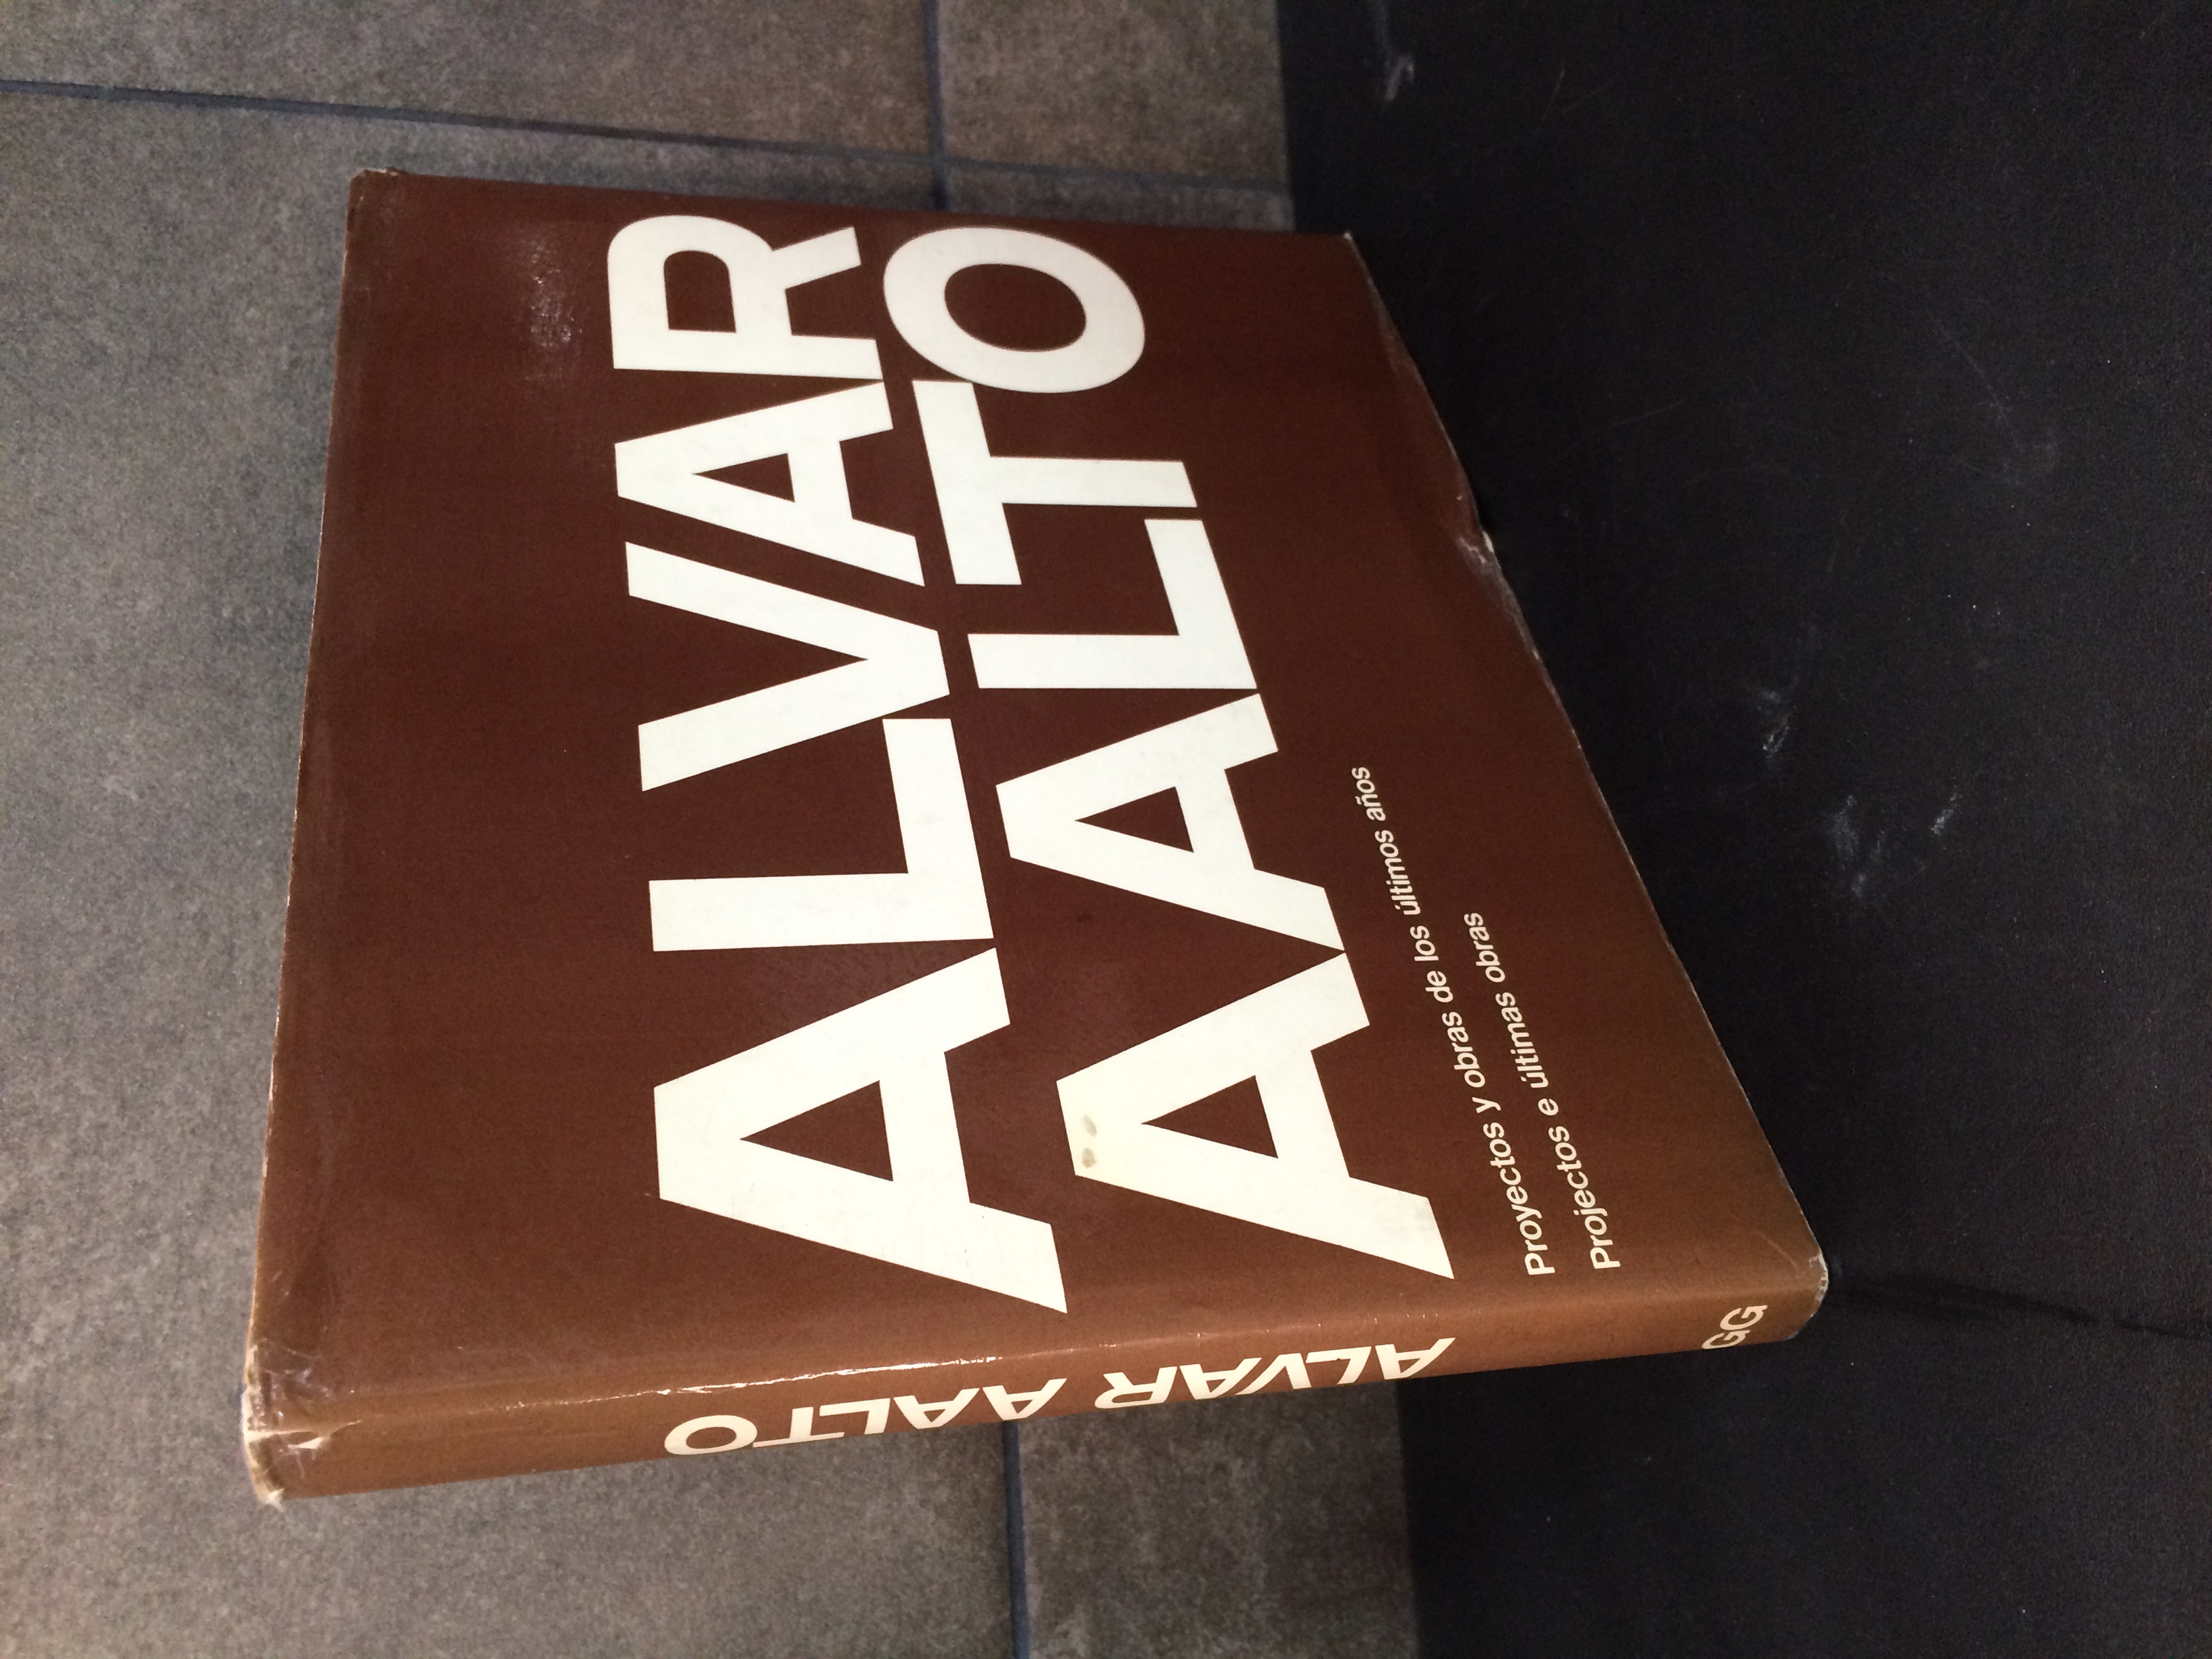 ALVAR
AALTO
Proyectos y obras de los últimos años
Projectos e últimas obras
ALVAR AALTO
GG